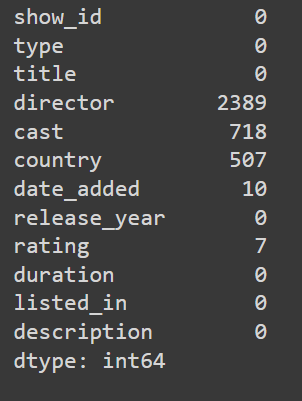 show_id 0
type 0
title 0
director 2389
cast 718
country 507
date_added 10
release_year 0
rating 7
duration 0
listed_in 0
description 0
dtype: int64